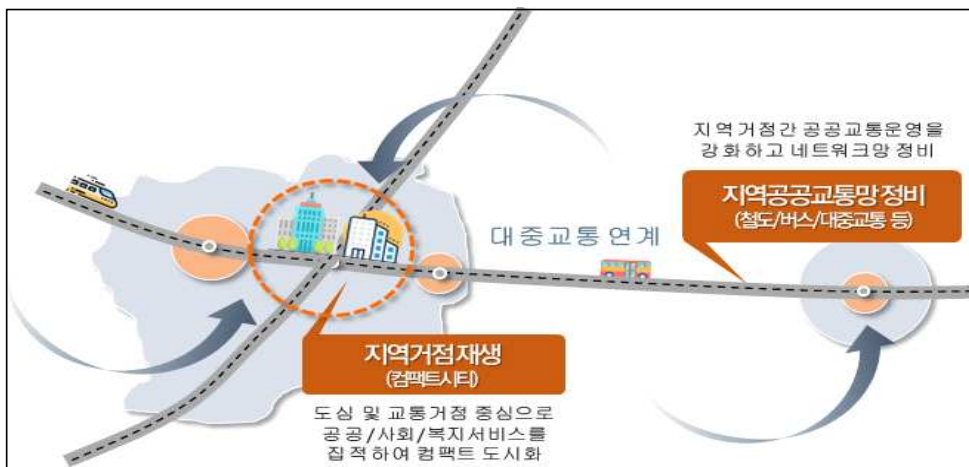 지역거점간 공공교통운영을
강화하고 네트워크망 정비
지역공공교통망 정비
(철도/버스/대중교통 등)
대중교통 연계
지역거점 재생
(컴팩트시티)
도심 및 교통거점 중심으로
공공/사회/복지서비스를
집적하여 컴팩트 도시화